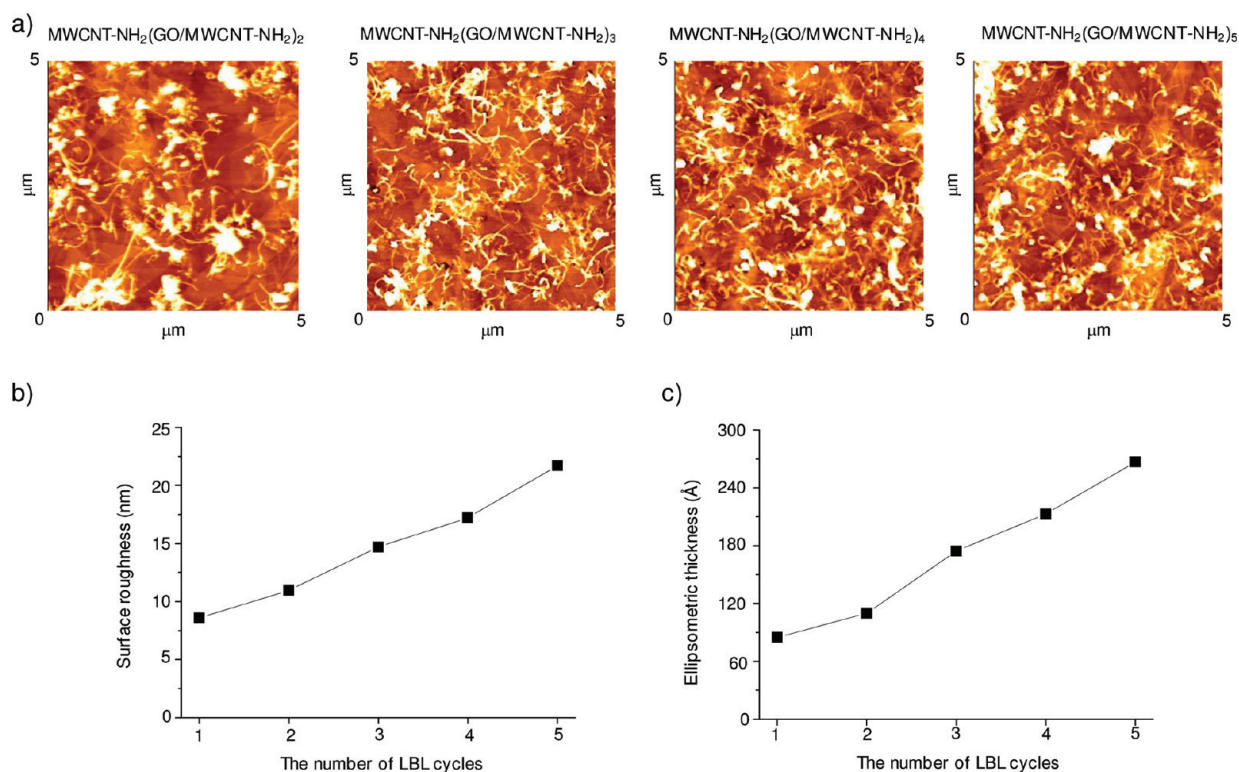 a)
MWCNT-NH₂(GO/MWCNT-NH₂)₂
MWCNT-NH₂(GO/MWCNT-NH₂)₃
MWCNT-NH₂(GO/MWCNT-NH₂)₄
MWCNT-NH₂(GO/MWCNT-NH₂)₅
5
μm
0
μm
5
5
μm
0
μm
5
5
μm
0
μm
5
5
μm
0
μm
5
b)
25
20
15
10
5
0
Surface roughness (nm)
1 2 3 4 5
The number of LBL cycles
c)
300
240
180
120
60
0
Ellipsometric thickness (Å)
1 2 3 4 5
The number of LBL cycles